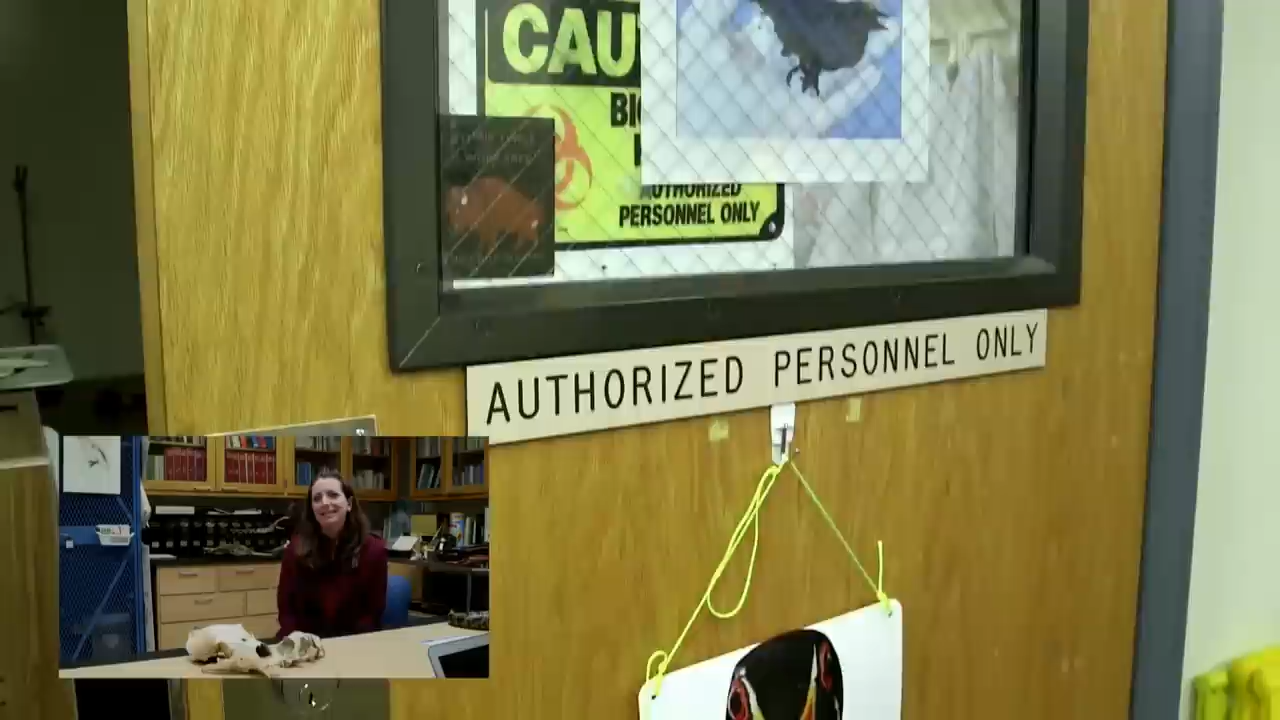 CAU
BI
AUTHORIZED
PERSONNEL ONLY
AUTHORIZED PERSONNEL ONLY